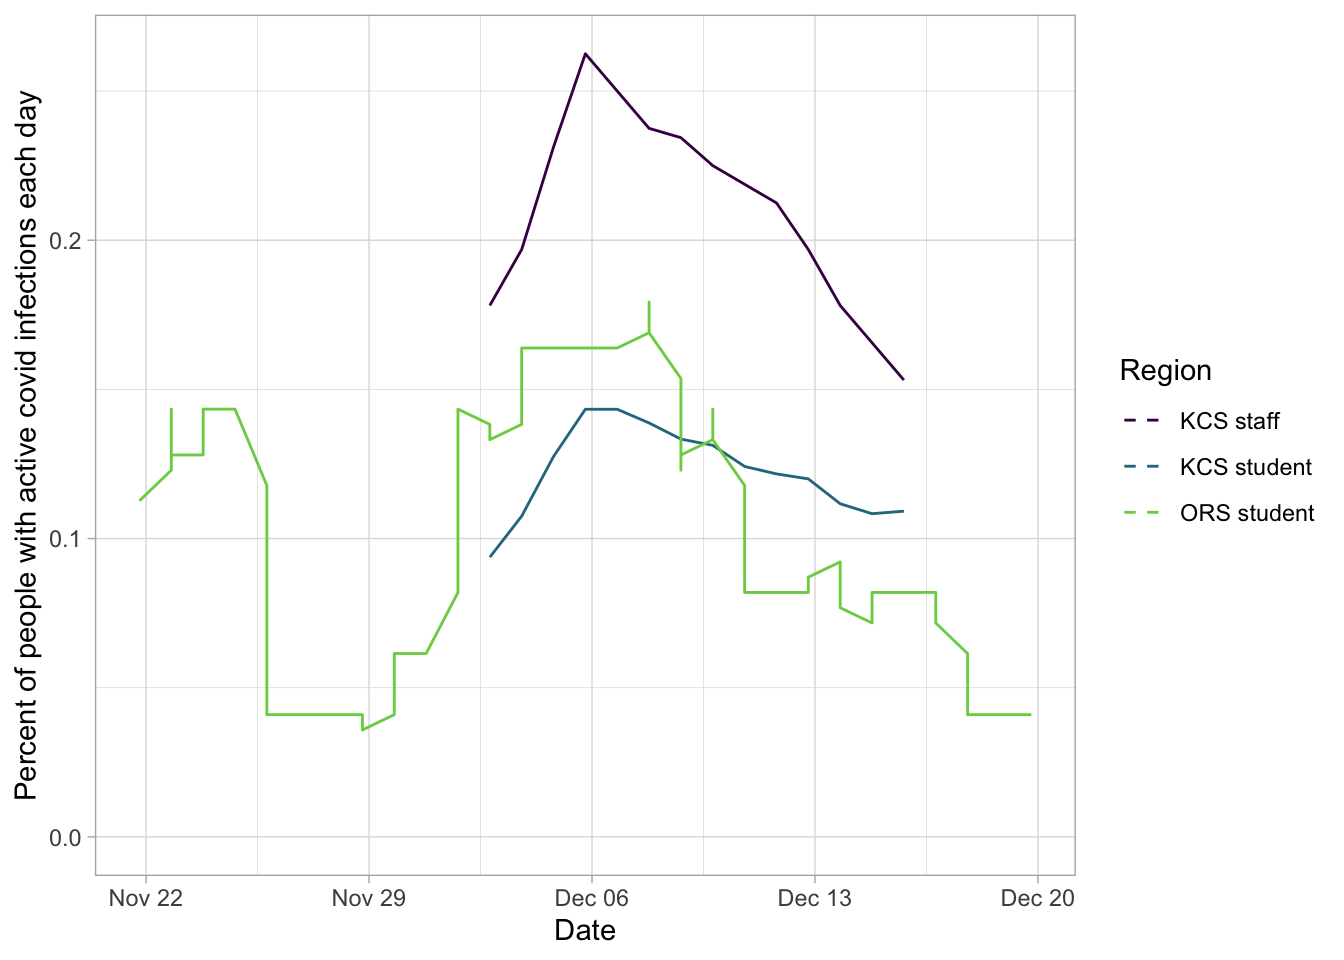 Percent of people with active covid infections each day
0.2
0.1
0.0
Nov 22
Nov 29
Dec 06
Dec 13
Dec 20
Date
Region
KCS staff
KCS student
ORS student